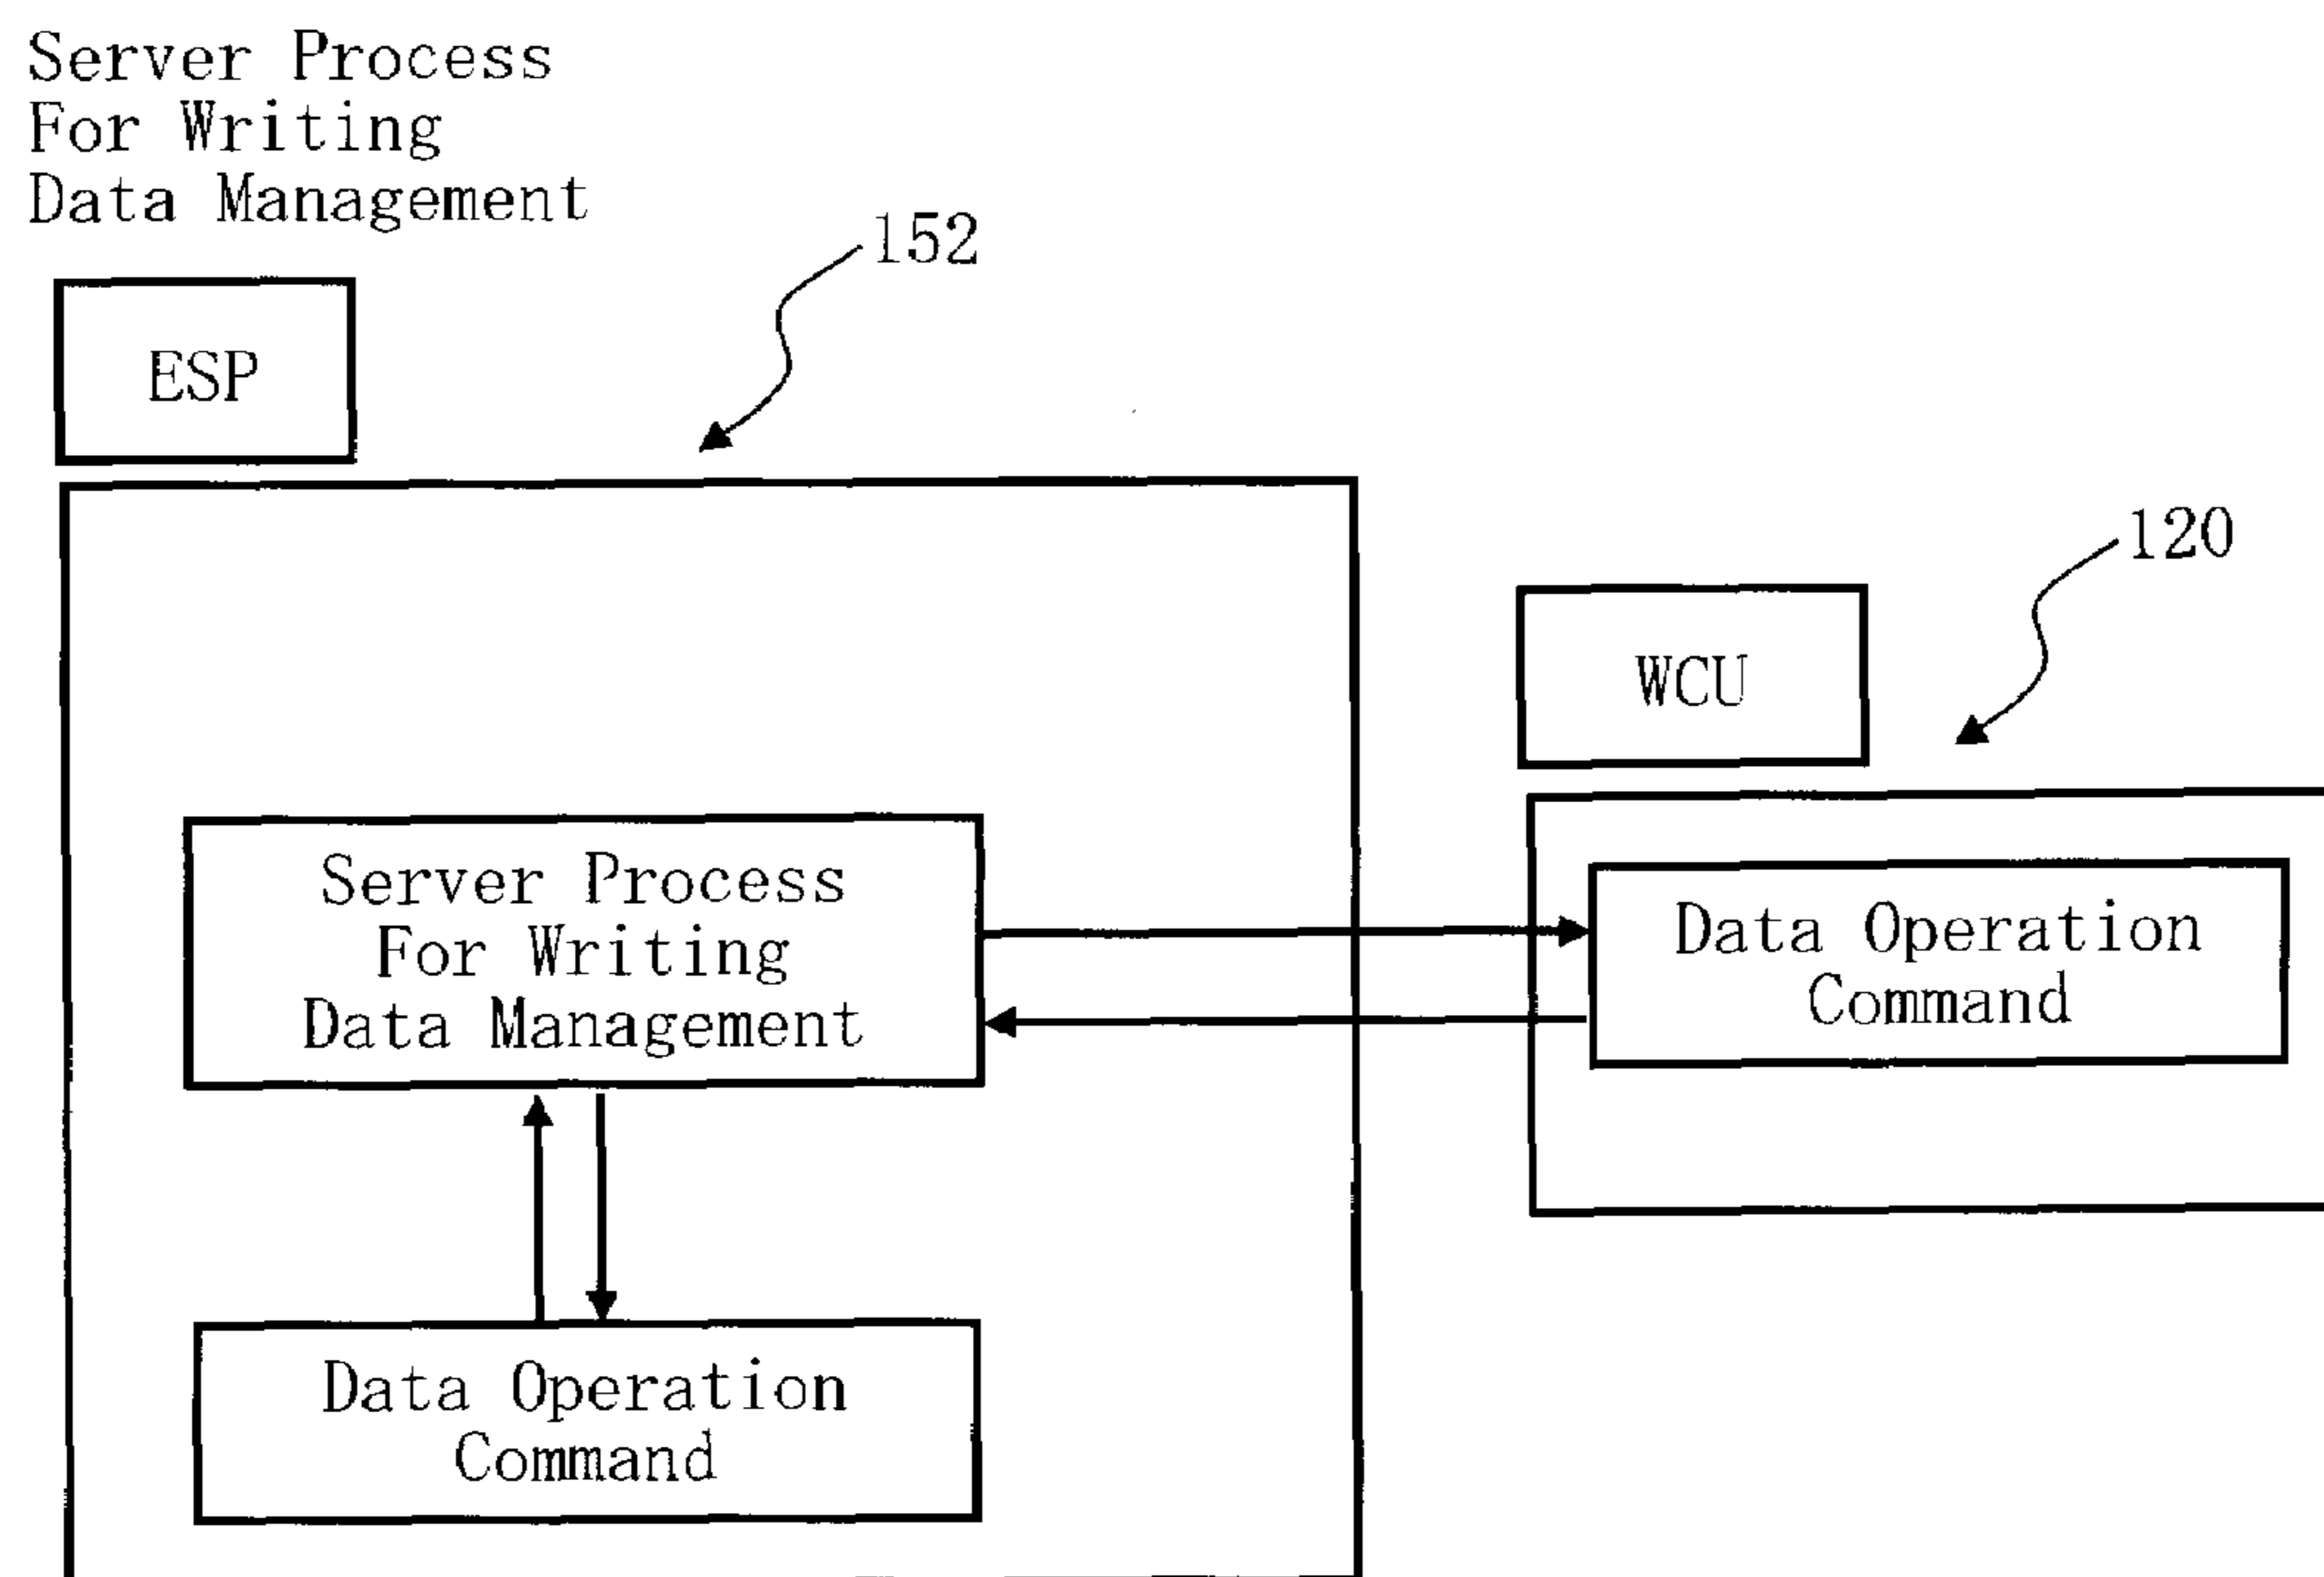 Server Process
For Writing
Data Management
152
ESP
120
WCU
Server Process
For Writing
Data Management
Data Operation
Command
Data Operation
Command